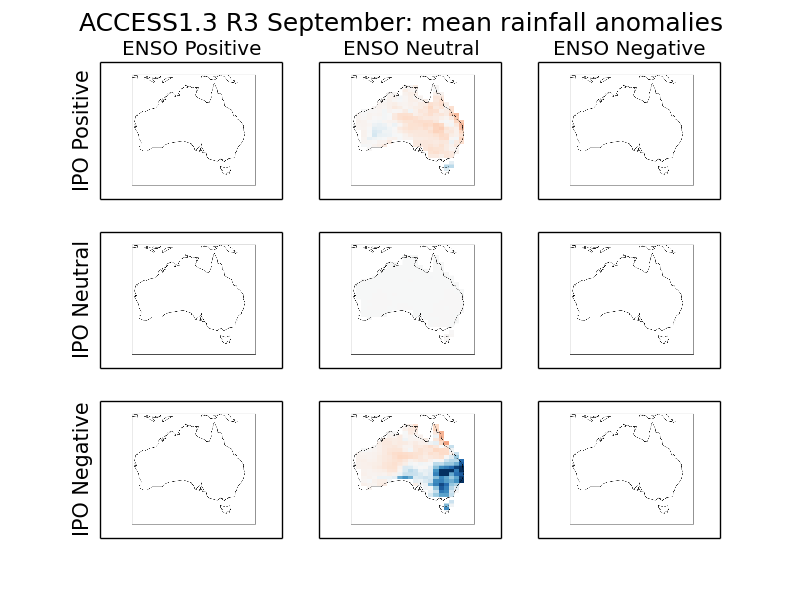 ACCESS1.3 R3 September: mean rainfall anomalies
ENSO Positive
ENSO Neutral
ENSO Negative
IPO Positive
IPO Neutral
IPO Negative